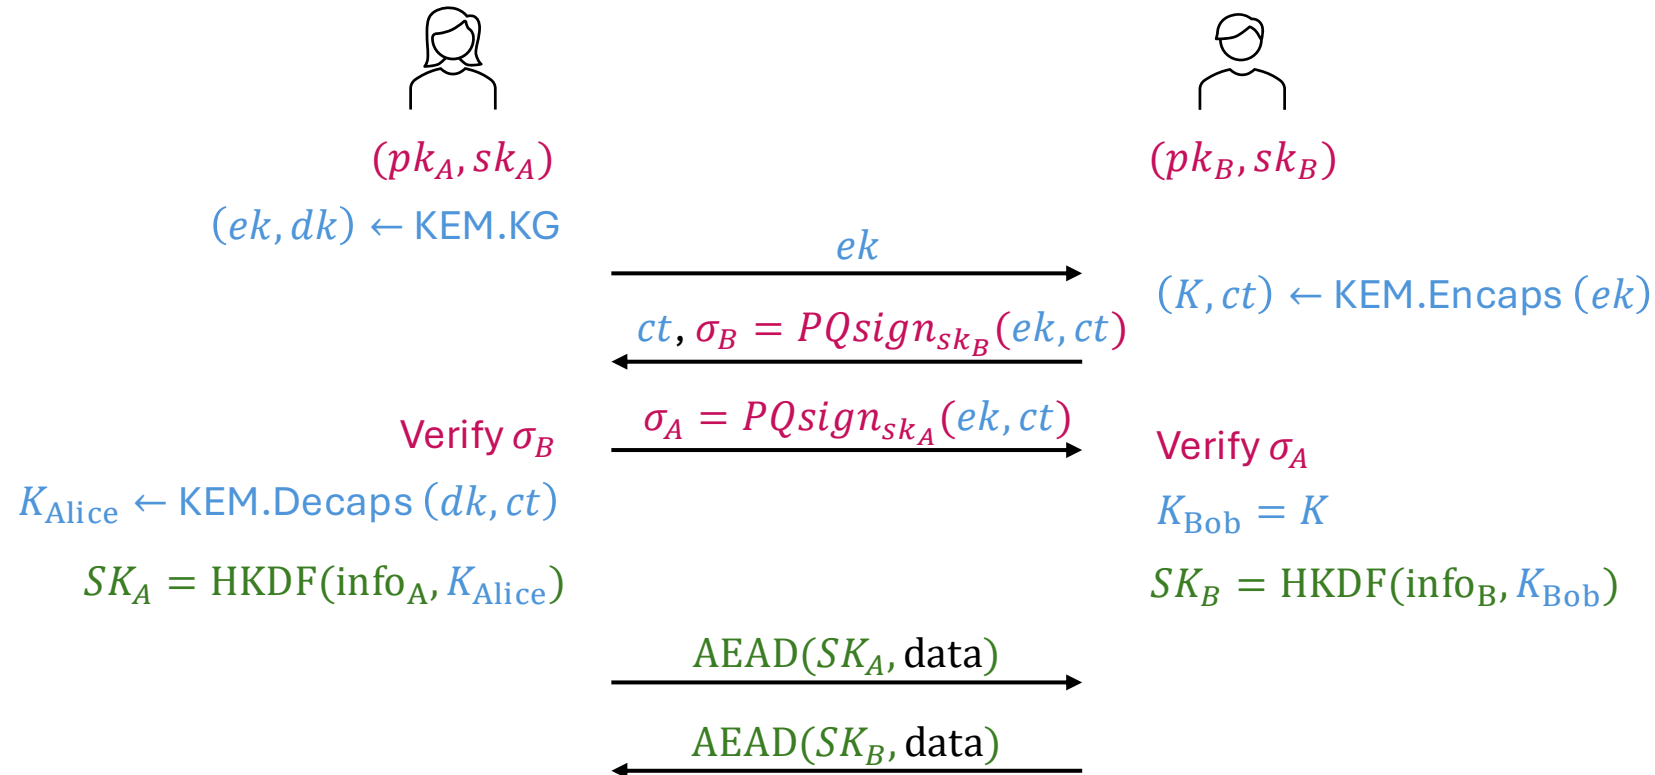 (pk_A, sk_A)
(pk_B, sk_B)
(ek, dk) ← KEM.KG
ek
(K, ct) ← KEM.Encaps (ek)
ct, σ_B = PQsign_{sk_B}(ek, ct)
σ_A = PQsign_{sk_A}(ek, ct)
Verify σ_B
Verify σ_A
K_Alice ← KEM.Decaps (dk, ct)
K_Bob = K
SK_A = HKDF(info_A, K_Alice)
SK_B = HKDF(info_B, K_Bob)
AEAD(SK_A, data)
AEAD(SK_B, data)